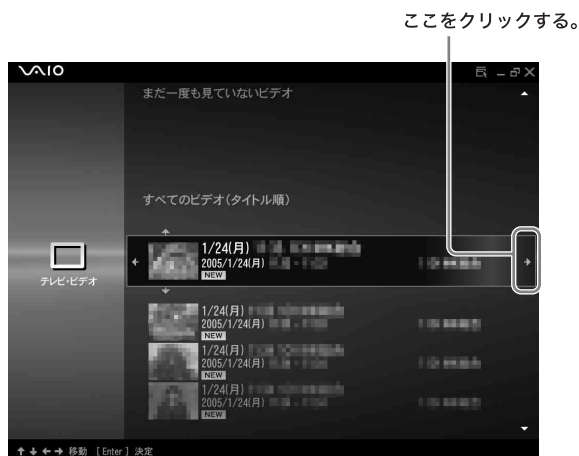 ここをクリックする。
VAIO
まだ一度も見ていないビデオ
すべてのビデオ(タイトル順)
1/24(月)
2005/1/24(月)
NEW
テレビ・ビデオ
1/24(月)
2005/1/24(月)
NEW
1/24(月)
2005/1/24(月)
NEW
1/24(月)
2005/1/24(月)
NEW
↑ ↓ ← → 移動 [Enter] 決定